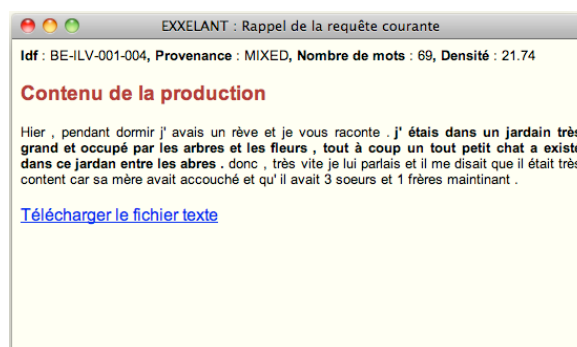 EXXELANT : Rappel de la requête courante
Idf : BE-ILV-001-004, Provenance : MIXED, Nombre de mots : 69, Densité : 21.74
Contenu de la production
Hier , pendant dormir j' avais un rève et je vous raconte . j' étais dans un jardin très
grand et occupé par les arbres et les fleurs , tout à coup un tout petit chat a existé
dans ce jardan entre les abres . donc , très vite je lui parlais et il me disait que il était très
content car sa mère avait accouché et qu' il avait 3 soeurs et 1 frères maintinant .
Télécharger le fichier texte